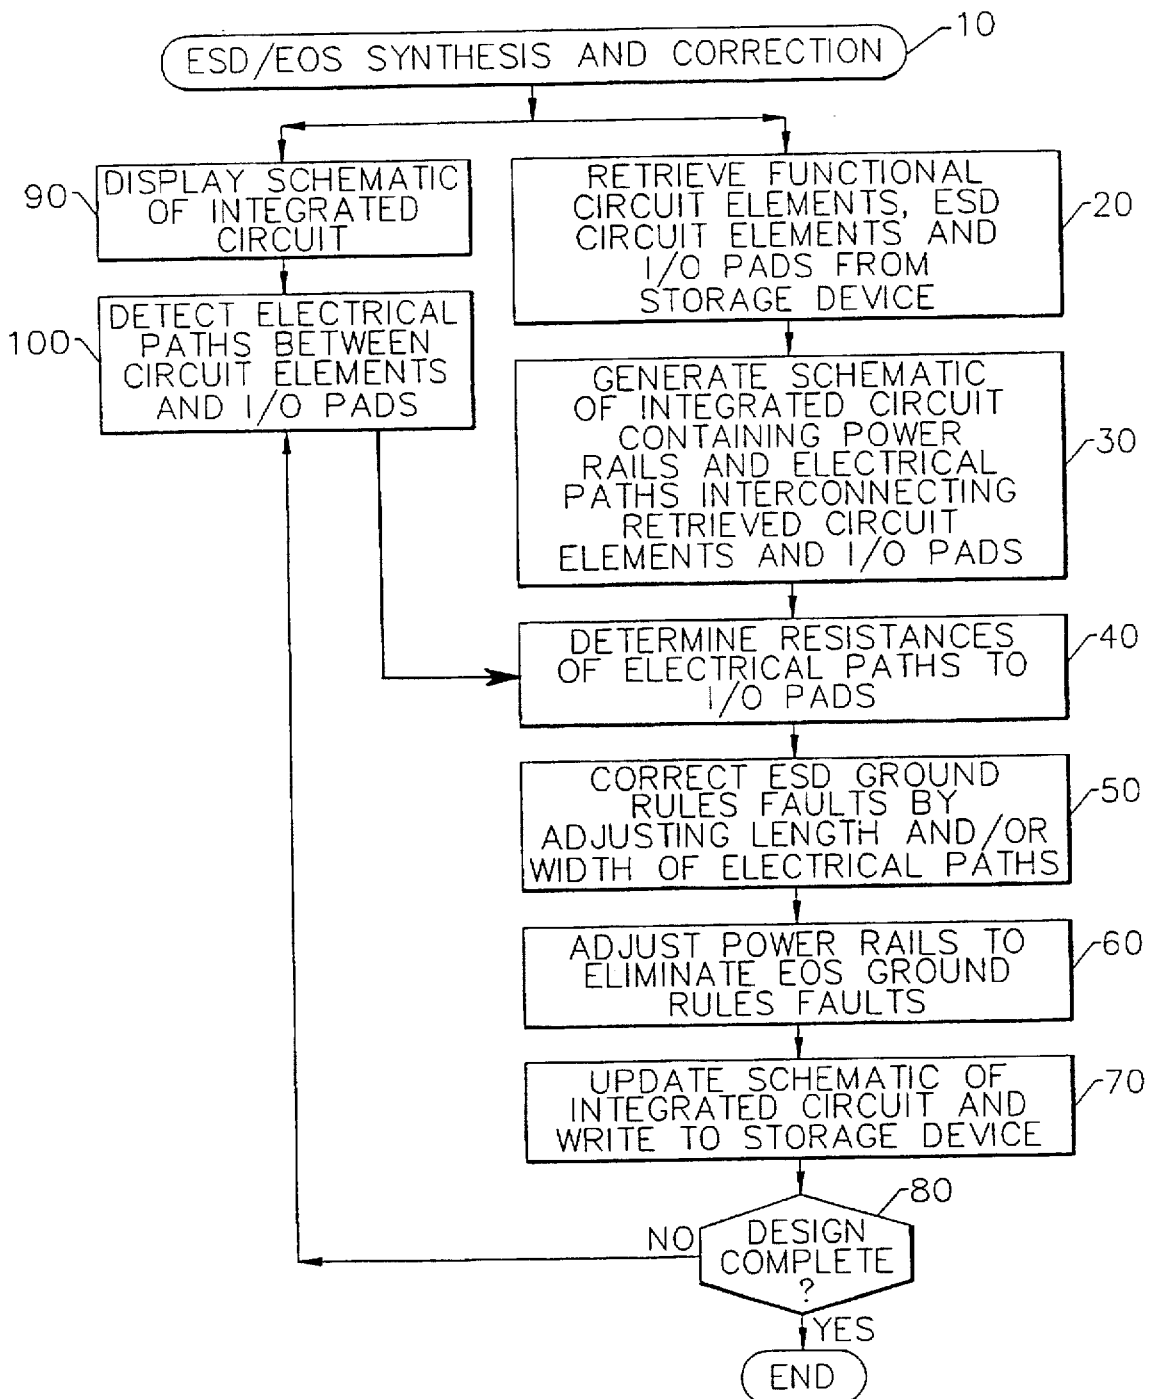 10
ESD/EOS SYNTHESIS AND CORRECTION
90
DISPLAY SCHEMATIC
OF INTEGRATED
CIRCUIT
100
DETECT ELECTRICAL
PATHS BETWEEN
CIRCUIT ELEMENTS
AND I/O PADS
RETRIEVE FUNCTIONAL
CIRCUIT ELEMENTS, ESD
CIRCUIT ELEMENTS AND
I/O PADS FROM
STORAGE DEVICE
20
GENERATE SCHEMATIC
OF INTEGRATED CIRCUIT
CONTAINING POWER
RAILS AND ELECTRICAL
PATHS INTERCONNECTING
RETRIEVED CIRCUIT
ELEMENTS AND I/O PADS
30
DETERMINE RESISTANCES
OF ELECTRICAL PATHS TO
I/O PADS
40
CORRECT ESD GROUND
RULES FAULTS BY
ADJUSTING LENGTH AND/OR
WIDTH OF ELECTRICAL PATHS
50
ADJUST POWER RAILS TO
ELIMINATE EOS GROUND
RULES FAULTS
60
UPDATE SCHEMATIC OF
INTEGRATED CIRCUIT AND
WRITE TO STORAGE DEVICE
70
80
DESIGN
COMPLETE
?
NO
YES
END